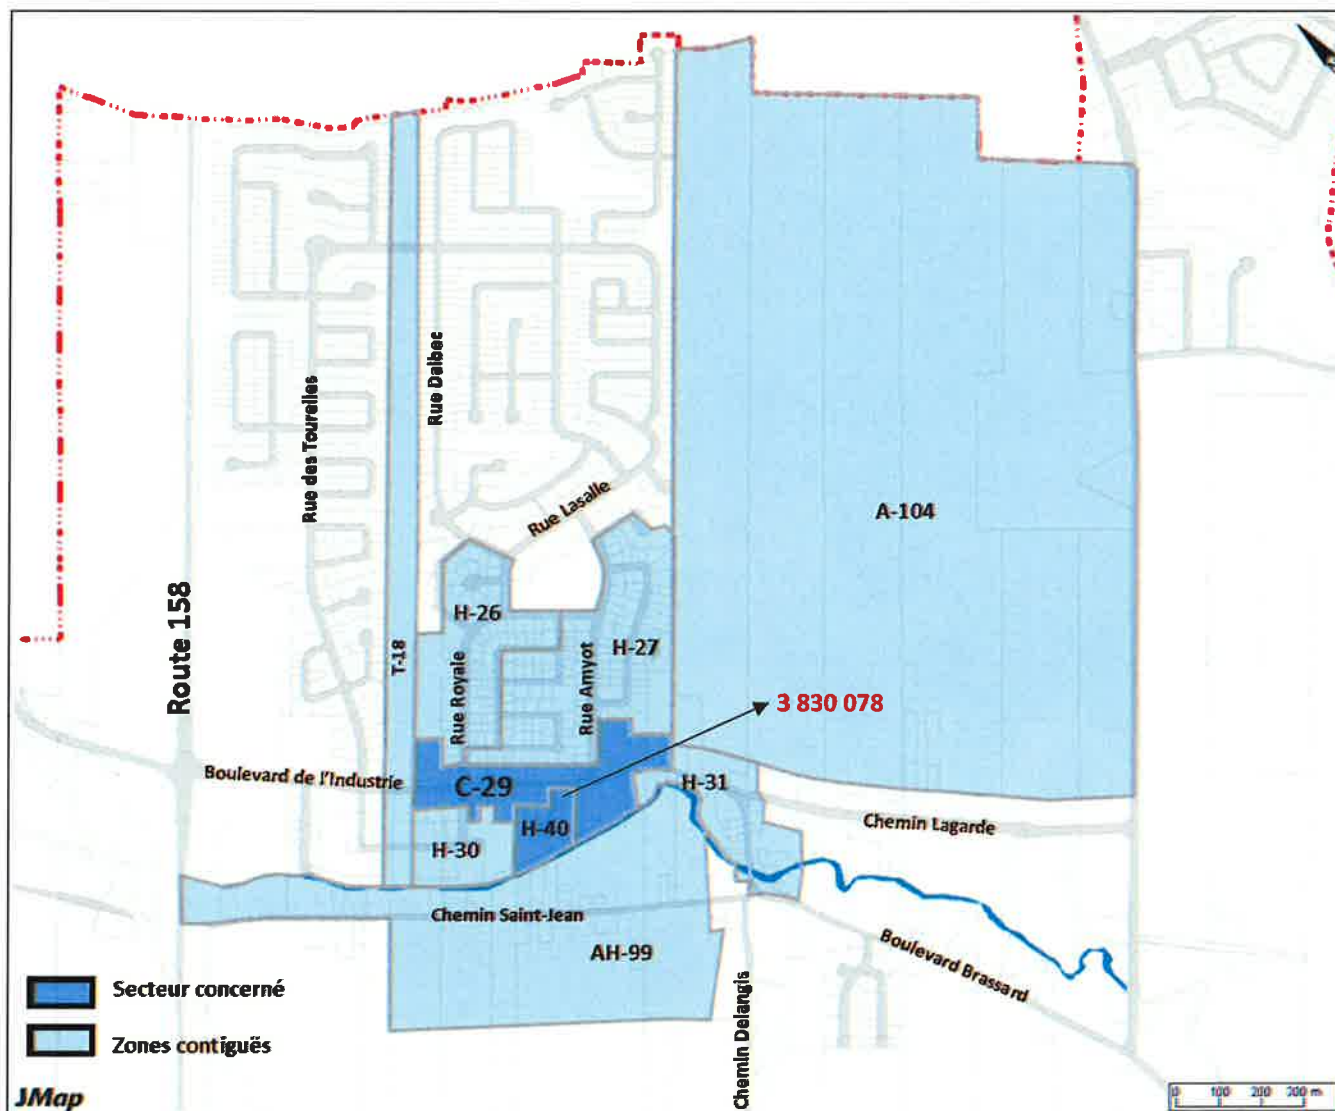 Rue des Tourelles
Rue Dalbec
Rue Lasalle
A-104
Route 158
T-18
H-26
Rue Royale
Rue Amyot
H-27
3 830 078
Boulevard de l'Industrie
C-29
H-31
H-40
H-30
Chemin Lagarde
Chemin Saint-Jean
AH-99
Boulevard Brassard
Chemin Delangis
Secteur concerné
Zones contiguës
JMap
0 100 200 300 m